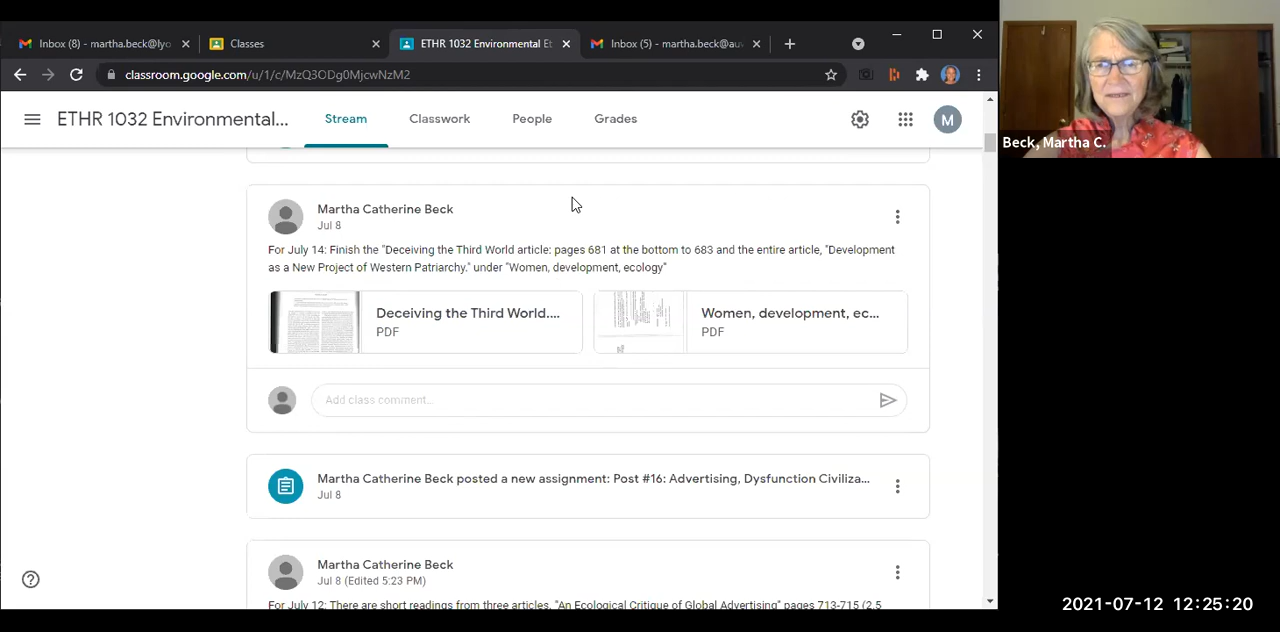 Inbox (8) - martha.beck@lyo
Classes
ETHR 1032 Environmental Et
Inbox (5) - martha.beck@au
classroom.google.com/u/1/c/MzQ3ODg0MjcwNzM2
ETHR 1032 Environmental...
Stream
Classwork
People
Grades
M
Beck, Martha C.
Martha Catherine Beck
Jul 8
For July 14: Finish the "Deceiving the Third World article: pages 681 at the bottom to 683 and the entire article, "Development
as a New Project of Western Patriarchy." under "Women, development, ecology"
Deceiving the Third World....
PDF
Women, development, ec...
PDF
Add class comment...
Martha Catherine Beck posted a new assignment: Post #16: Advertising, Dysfunction Civiliza...
Jul 8
Martha Catherine Beck
Jul 8 (Edited 5:23 PM)
For July 12: There are short readings from three articles. "An Ecological Critique of Global Advertising" pages 713-715 (2.5
2021-07-12 12:25:20